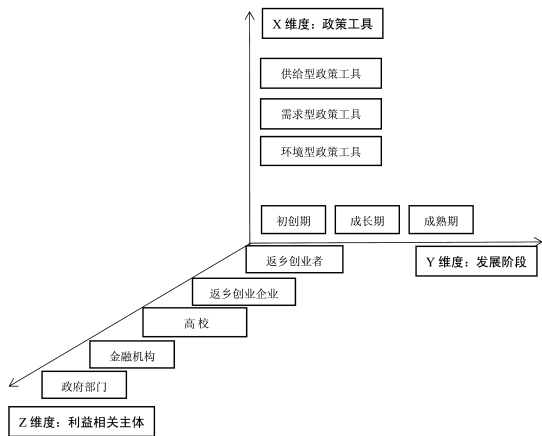 X 维度：政策工具
供给型政策工具
需求型政策工具
环境型政策工具
初创期 成长期 成熟期
返乡创业者
Y 维度：发展阶段
返乡创业企业
高 校
金融机构
政府部门
Z 维度：利益相关主体